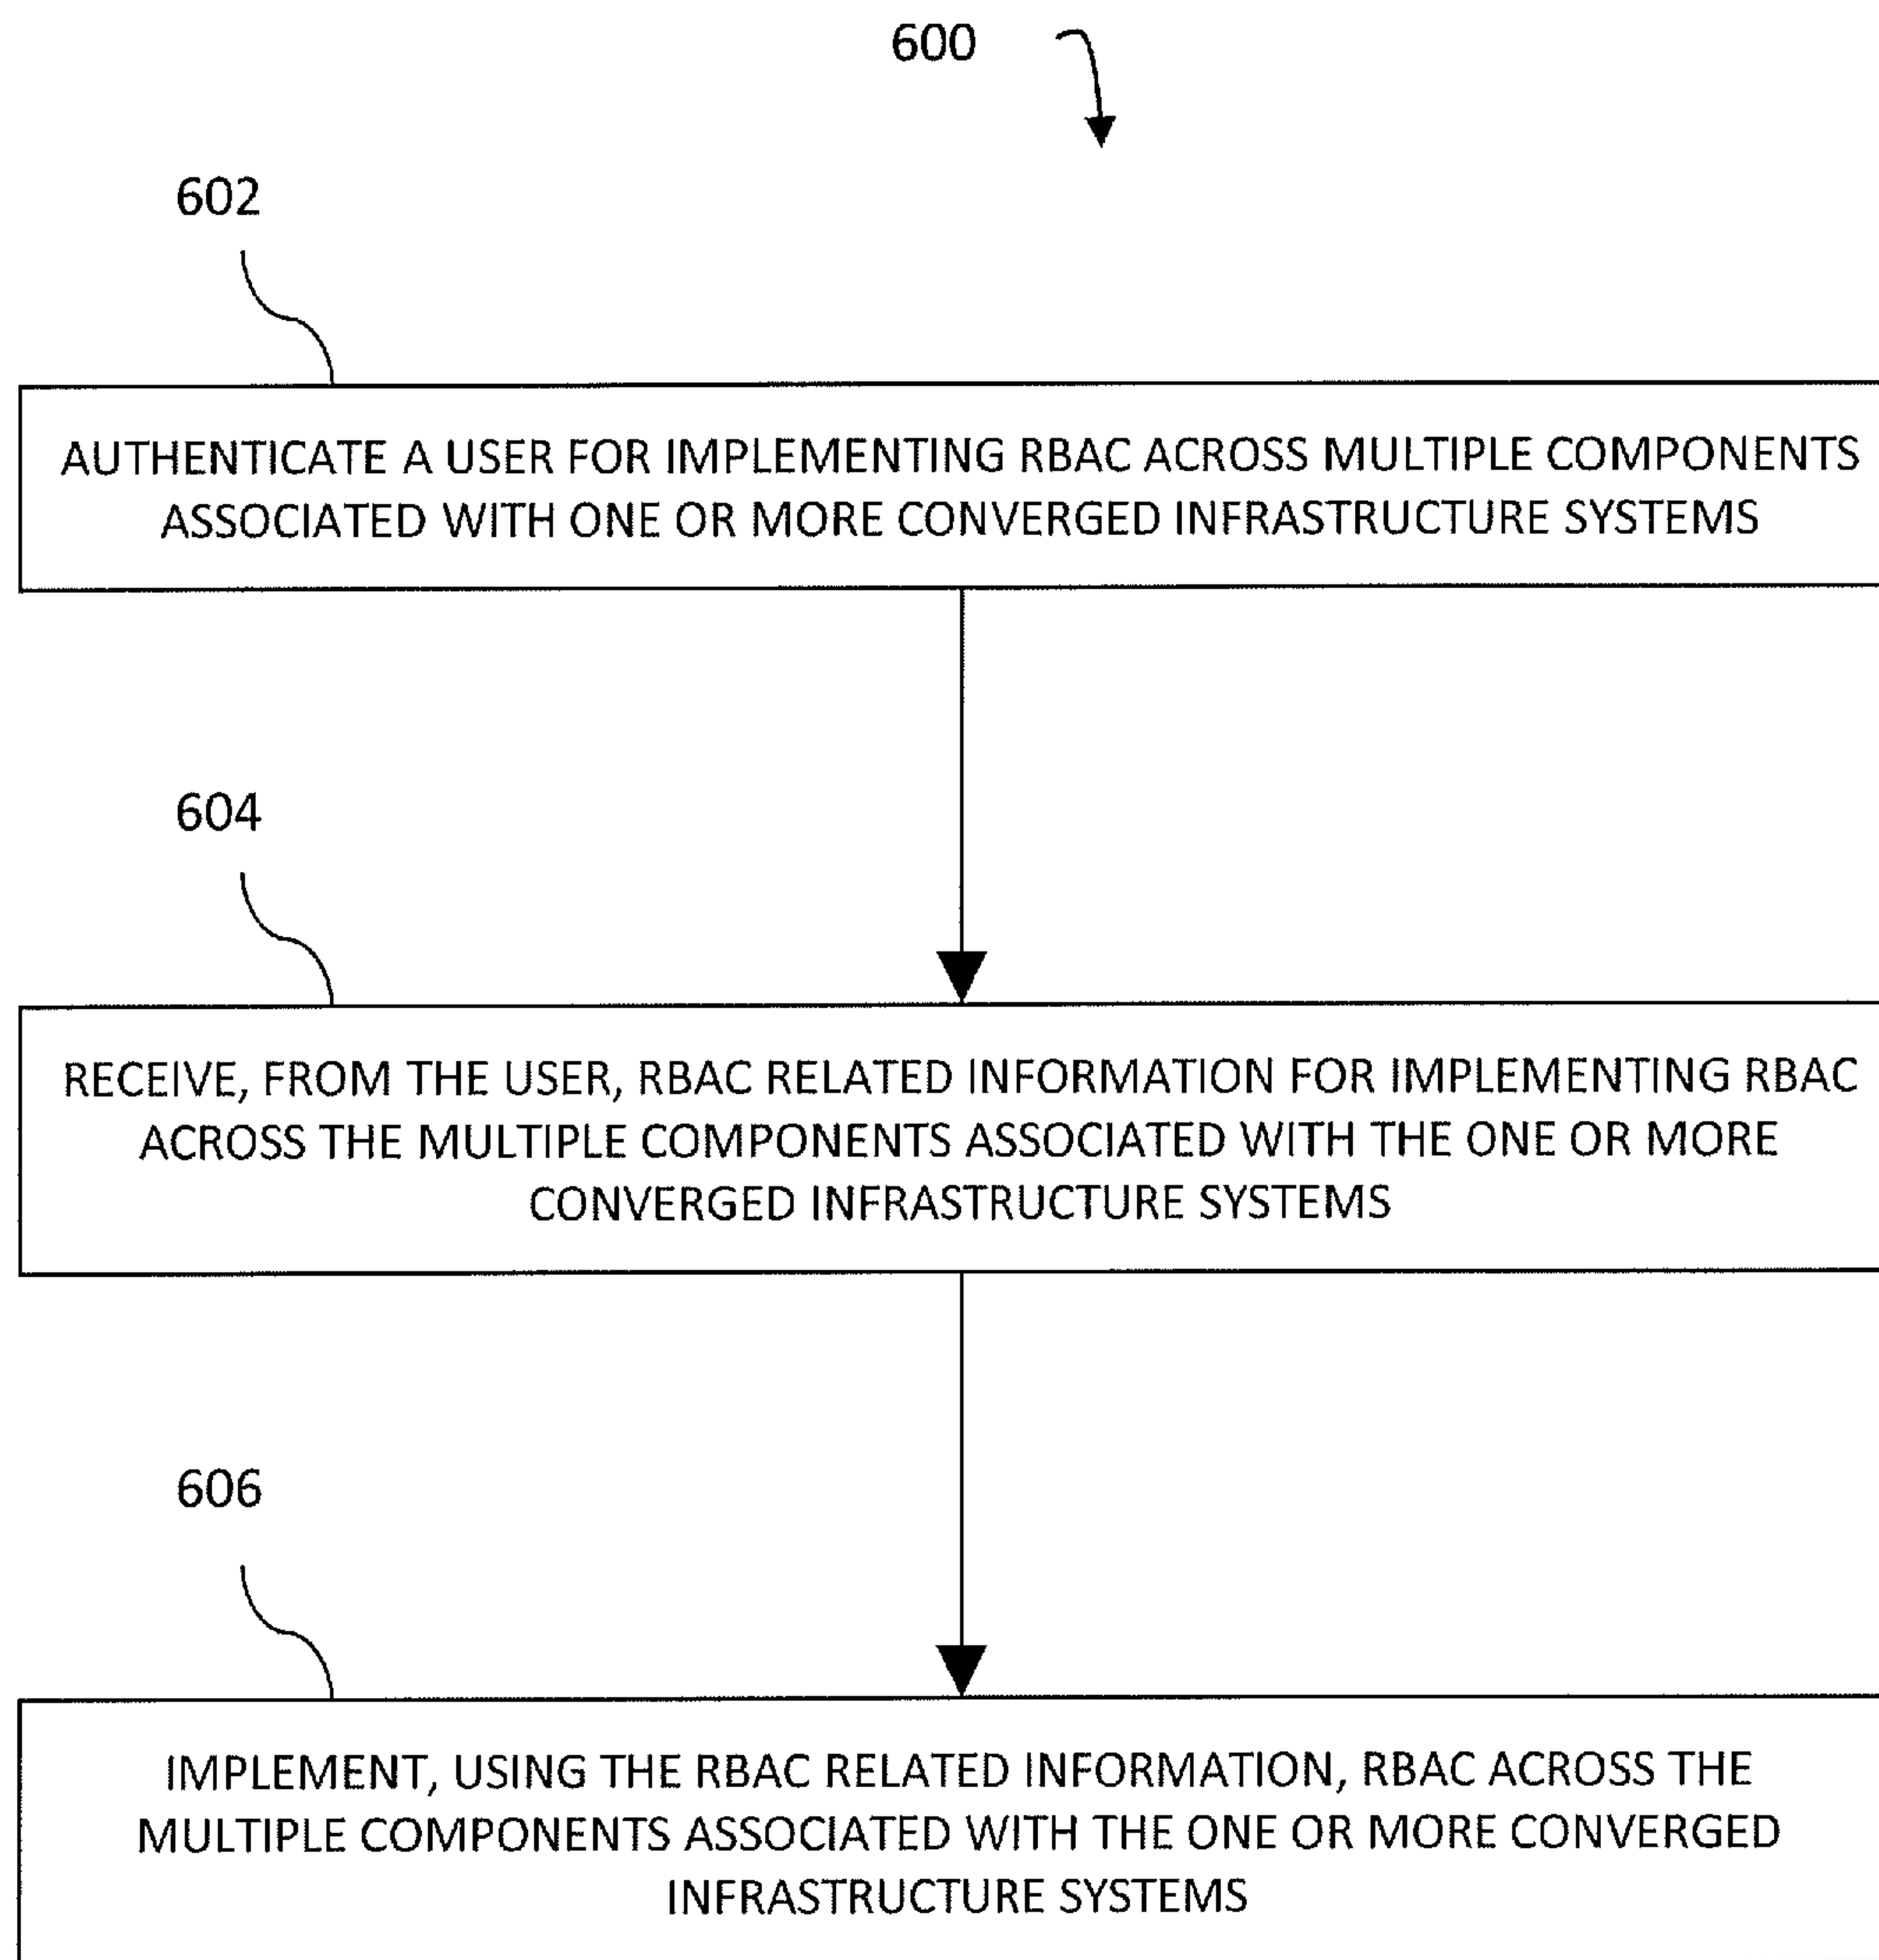 600
602
AUTHENTICATE A USER FOR IMPLEMENTING RBAC ACROSS MULTIPLE COMPONENTS
ASSOCIATED WITH ONE OR MORE CONVERGED INFRASTRUCTURE SYSTEMS
604
RECEIVE, FROM THE USER, RBAC RELATED INFORMATION FOR IMPLEMENTING RBAC
ACROSS THE MULTIPLE COMPONENTS ASSOCIATED WITH THE ONE OR MORE
CONVERGED INFRASTRUCTURE SYSTEMS
606
IMPLEMENT, USING THE RBAC RELATED INFORMATION, RBAC ACROSS THE
MULTIPLE COMPONENTS ASSOCIATED WITH THE ONE OR MORE CONVERGED
INFRASTRUCTURE SYSTEMS